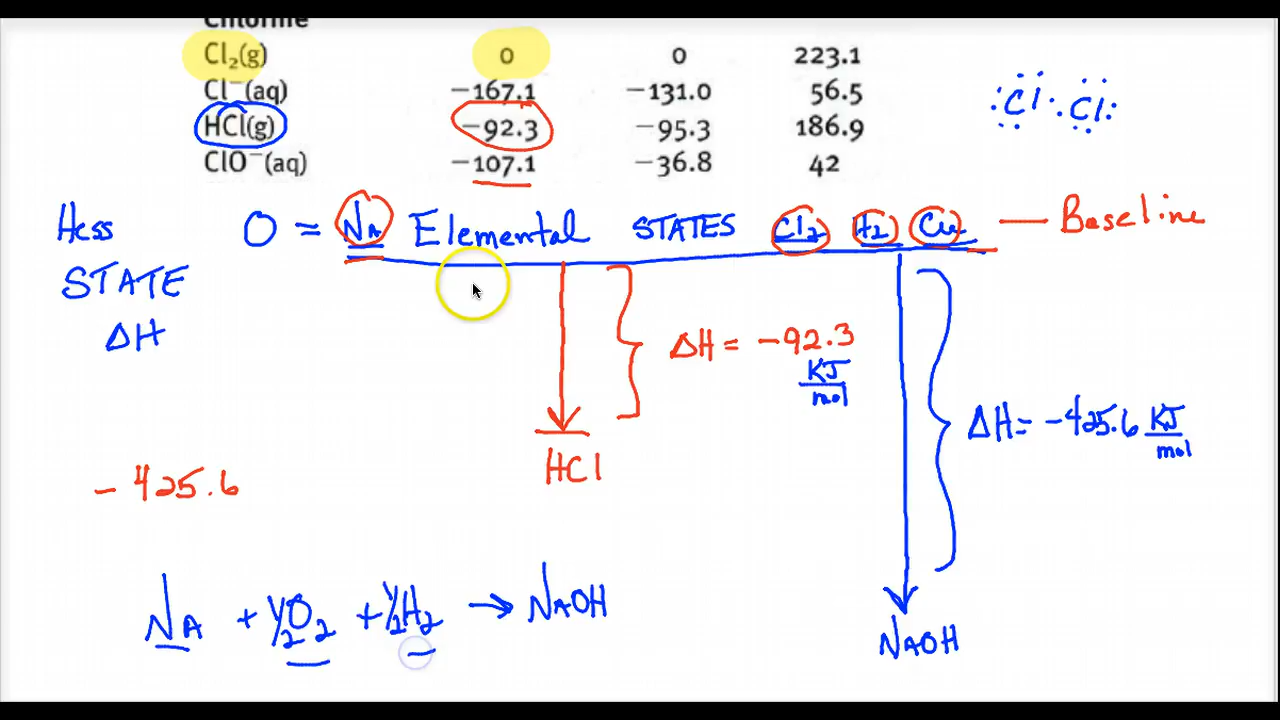 Chlorine
Cl₂(g) 0 0 223.1
Cl⁻(aq) −167.1 −131.0 56.5
HCl(g) −92.3 −95.3 186.9
ClO⁻(aq) −107.1 −36.8 42
:Cl·Cl:
Hess 0 = NA Elemental STATES Cl₂ H₂ Cu — Baseline
STATE
ΔH
ΔH = −92.3 KJ/mol
ΔH = −425.6 KJ/mol
HCl
− 425.6
NA + ½O₂ + ½H₂ → NAOH
NAOH